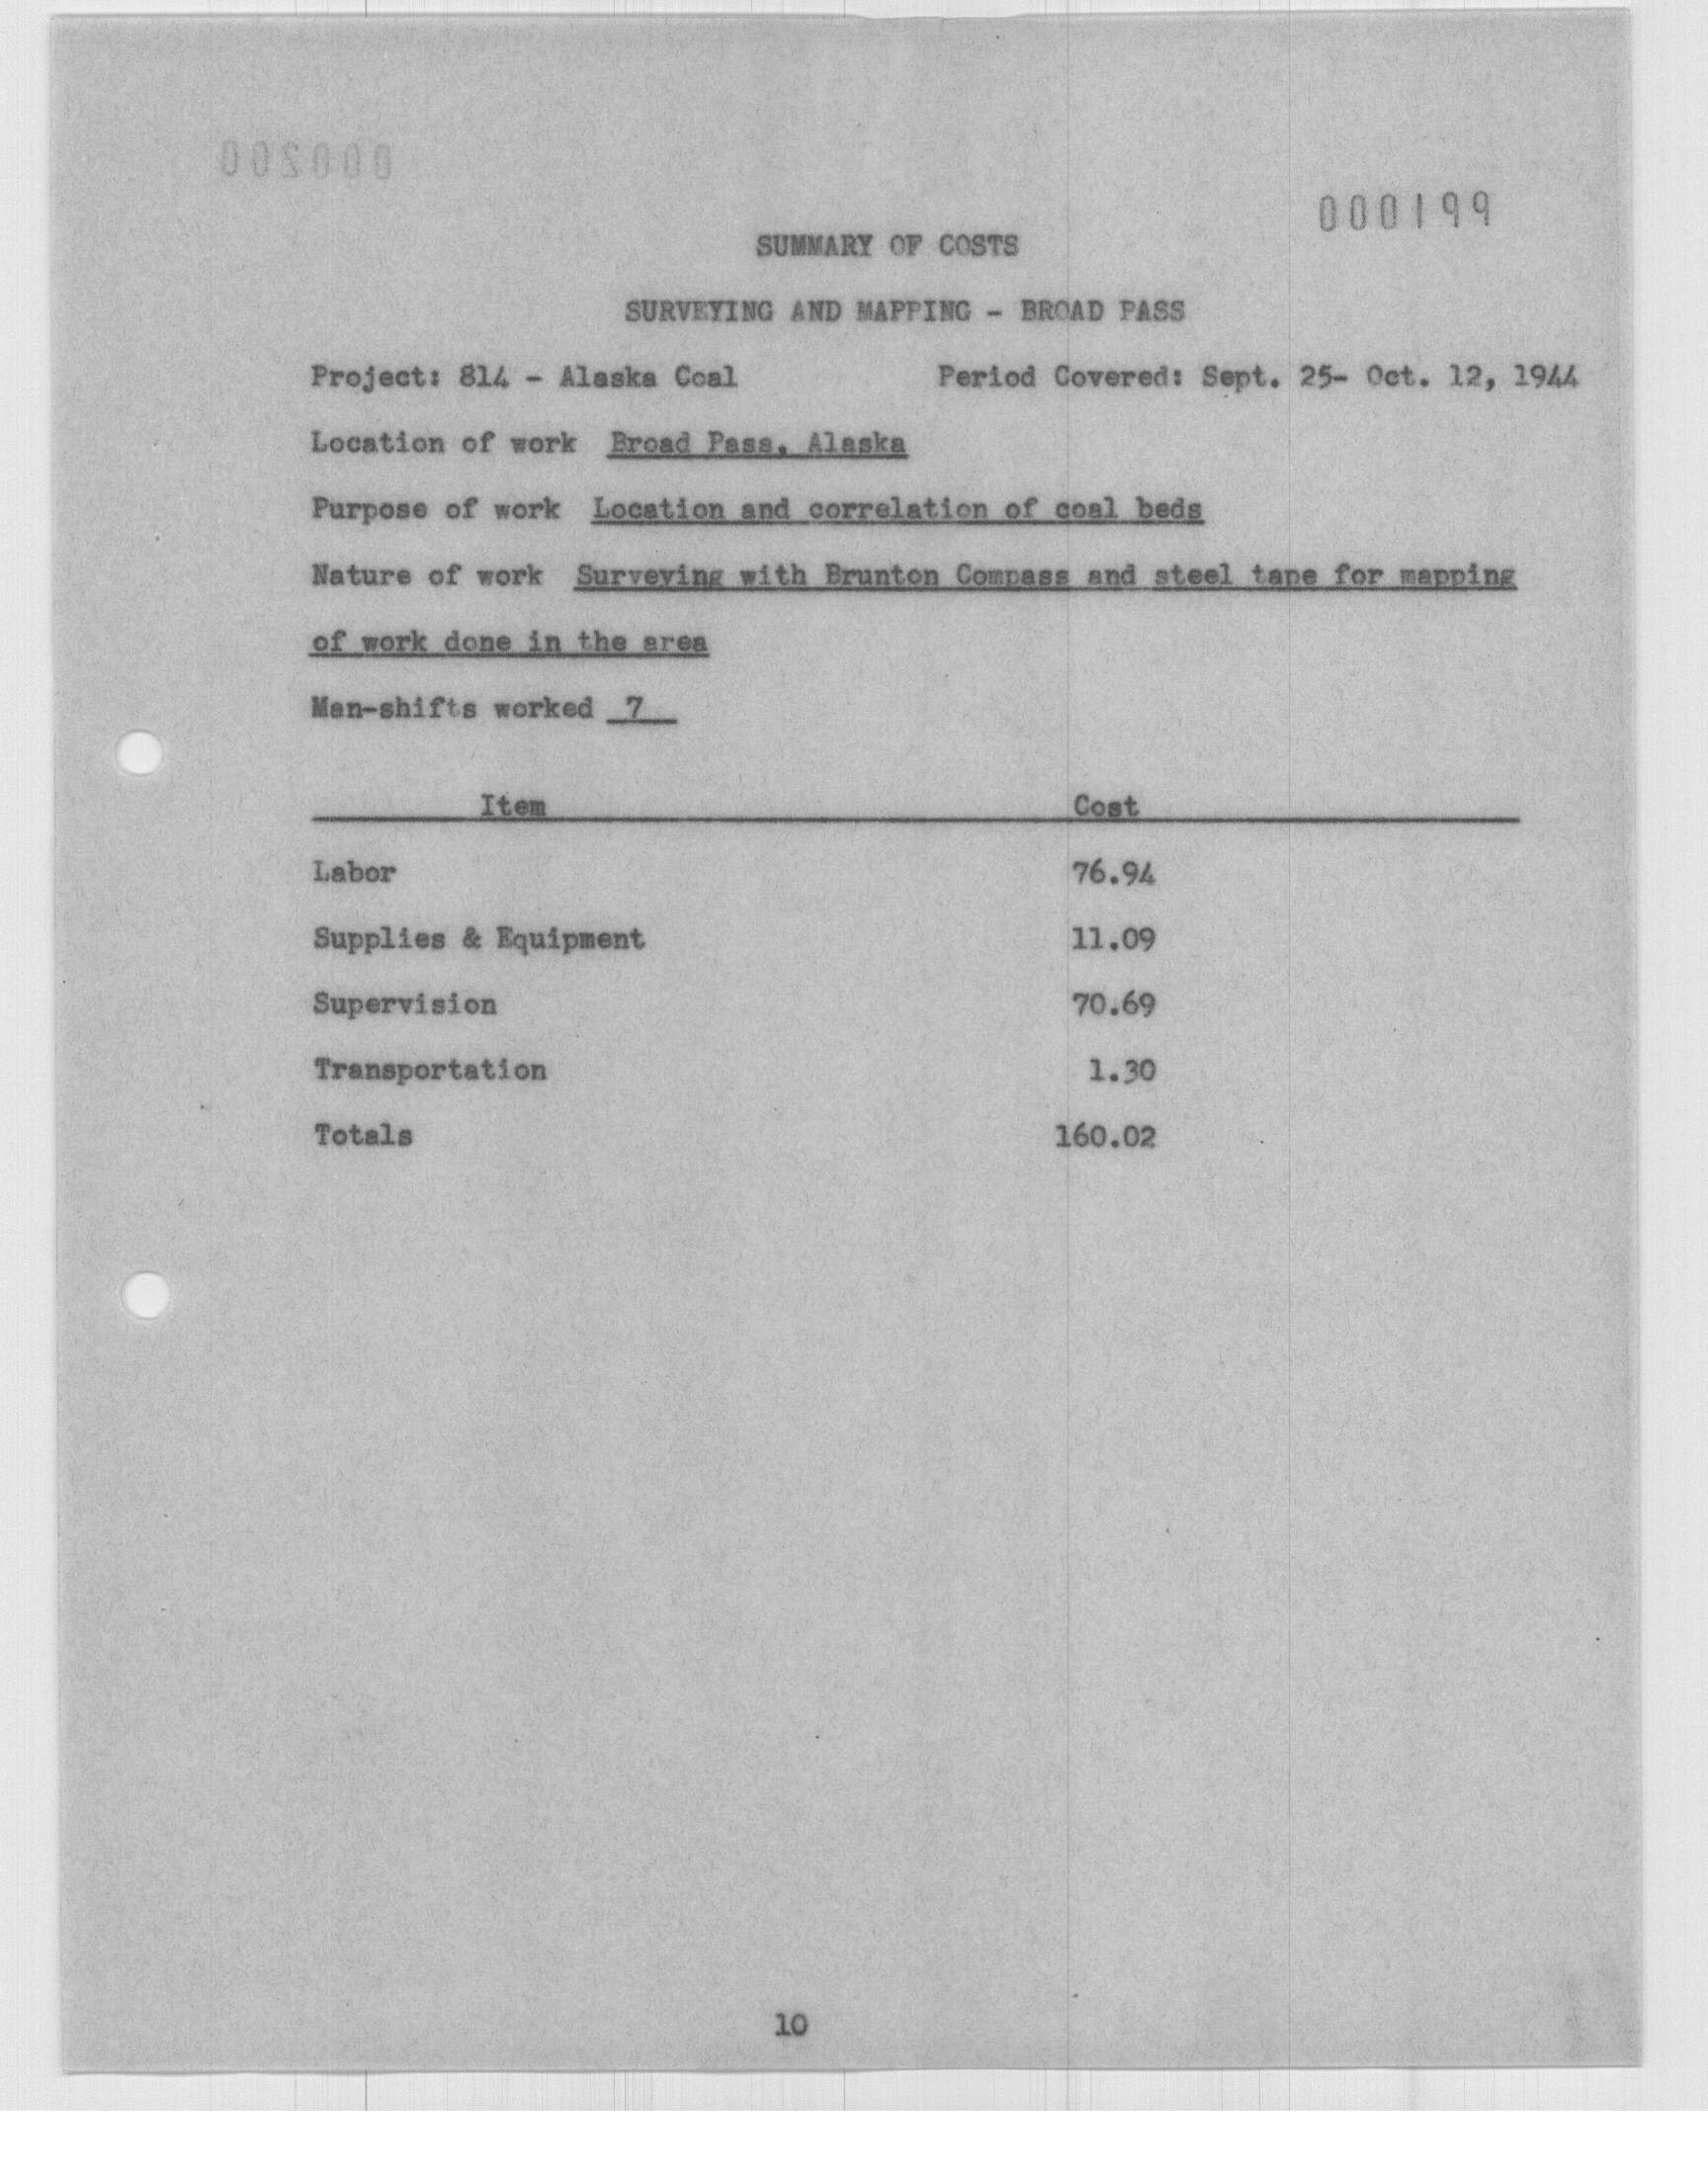 000200
000199
SUMMARY OF COSTS
SURVEYING AND MAPPING - BROAD PASS
Project: 814 - Alaska Coal Period Covered: Sept. 25- Oct. 12, 1944
Location of work Broad Pass, Alaska
Purpose of work Location and correlation of coal beds
Nature of work Surveying with Brunton Compass and steel tape for mapping
of work done in the area
Man-shifts worked 7
Item Cost
Labor 76.94
Supplies & Equipment 11.09
Supervision 70.69
Transportation 1.30
Totals 160.02
10